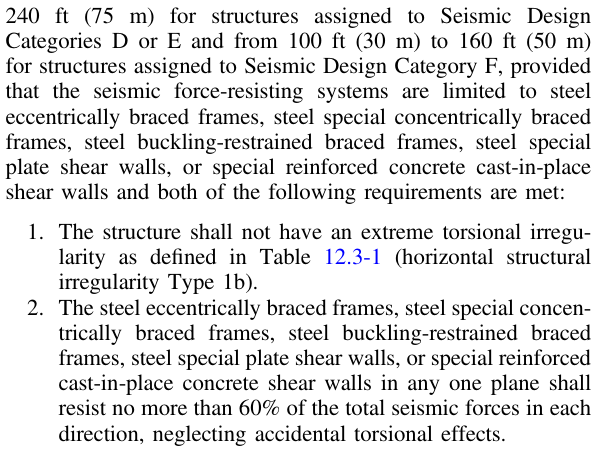 240 ft (75 m) for structures assigned to Seismic Design
Categories D or E and from 100 ft (30 m) to 160 ft (50 m)
for structures assigned to Seismic Design Category F, provided
that the seismic force-resisting systems are limited to steel
eccentrically braced frames, steel special concentrically braced
frames, steel buckling-restrained braced frames, steel special
plate shear walls, or special reinforced concrete cast-in-place
shear walls and both of the following requirements are met:
1. The structure shall not have an extreme torsional irregu-
larity as defined in Table 12.3-1 (horizontal structural
irregularity Type 1b).
2. The steel eccentrically braced frames, steel special concen-
trically braced frames, steel buckling-restrained braced
frames, steel special plate shear walls, or special reinforced
cast-in-place concrete shear walls in any one plane shall
resist no more than 60% of the total seismic forces in each
direction, neglecting accidental torsional effects.